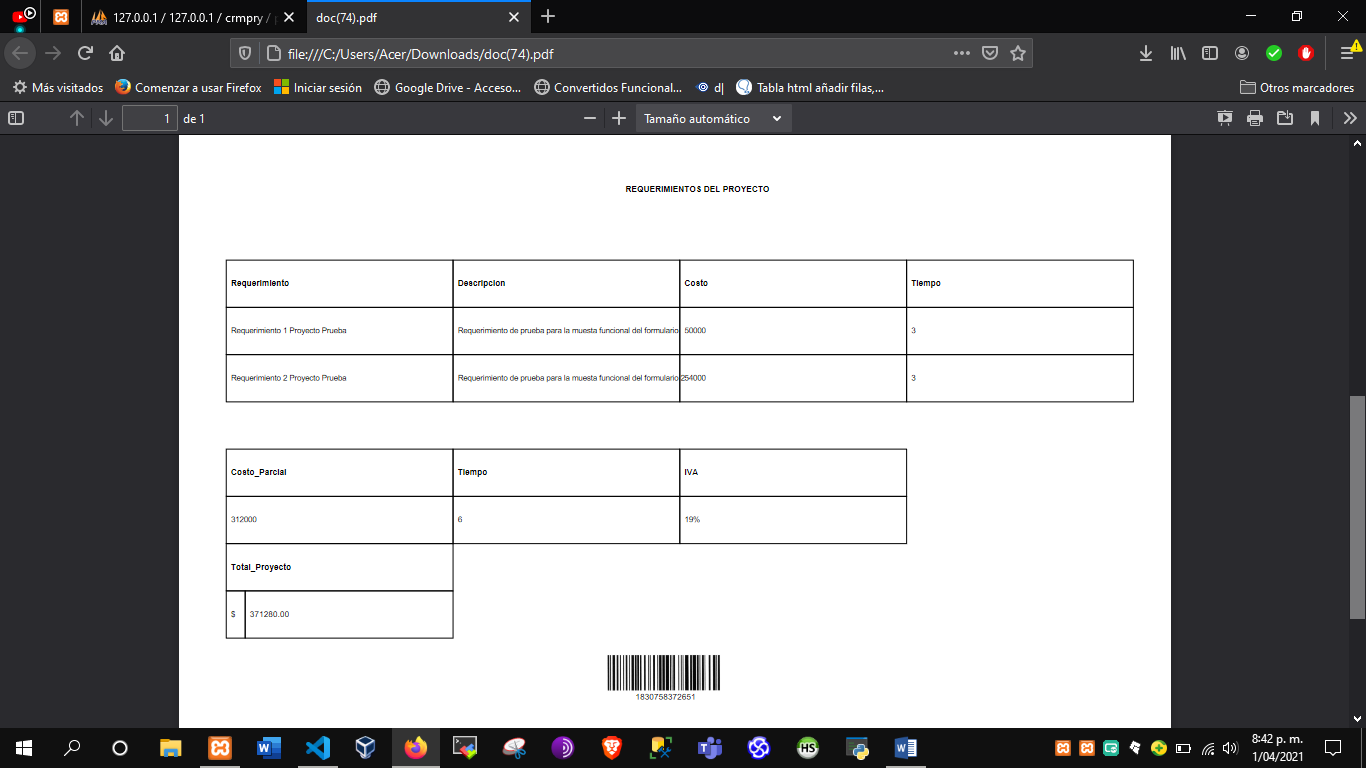 127.0.0.1 / 127.0.0.1 / crmpry /
doc(74).pdf
file:///C:/Users/Acer/Downloads/doc(74).pdf
Más visitados
Comenzar a usar Firefox
Iniciar sesión
Google Drive - Acceso...
Convertidos Funcional...
d|
Tabla html añadir filas,...
Otros marcadores
1 de 1
Tamaño automático
REQUERIMIENTOS DEL PROYECTO
Requerimiento Descripcion Costo Tiempo
Requerimiento 1 Proyecto Prueba Requerimiento de prueba para la muesta funcional del formulario 50000 3
Requerimiento 2 Proyecto Prueba Requerimiento de prueba para la muesta funcional del formulario 254000 3
Costo_Parcial Tiempo IVA
312000 6 19%
Total_Proyecto
$ 371280.00
1830758372651
HS
8:42 p. m.
1/04/2021